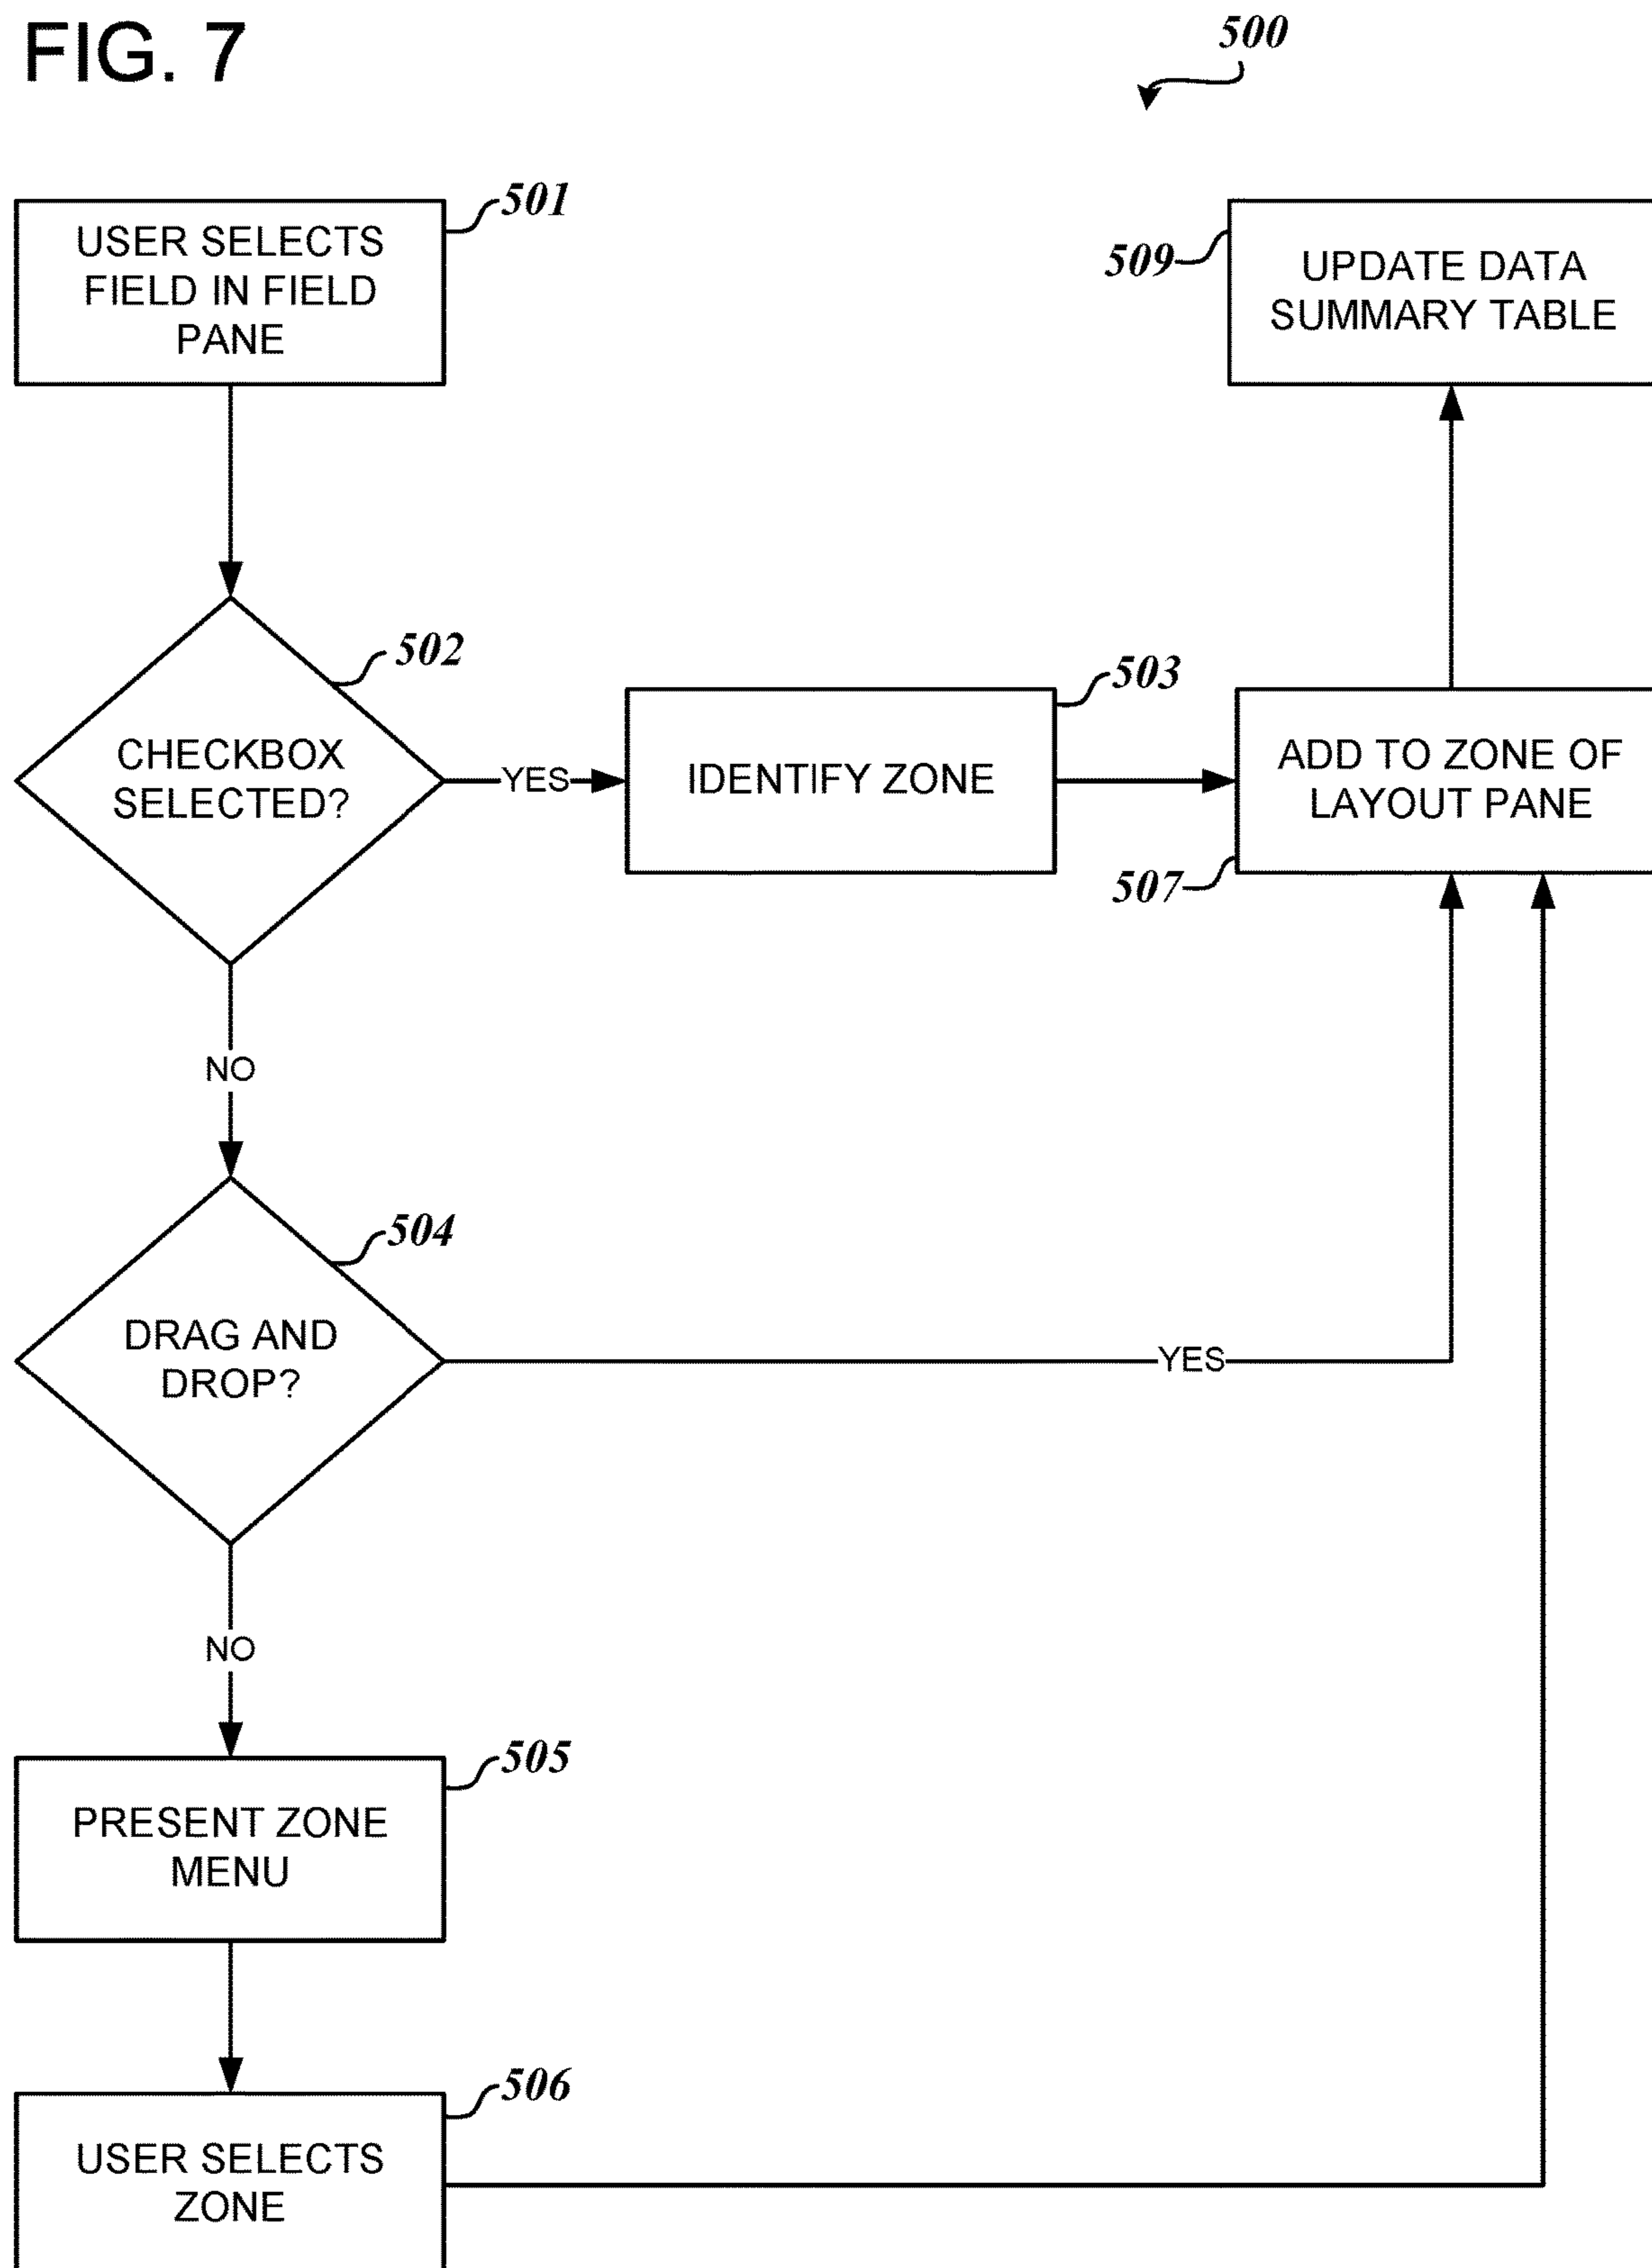 FIG. 7
500
501
USER SELECTS
FIELD IN FIELD
PANE
509
UPDATE DATA
SUMMARY TABLE
502
CHECKBOX
SELECTED?
YES
503
IDENTIFY ZONE
507
ADD TO ZONE OF
LAYOUT PANE
NO
504
DRAG AND
DROP?
YES
NO
505
PRESENT ZONE
MENU
506
USER SELECTS
ZONE